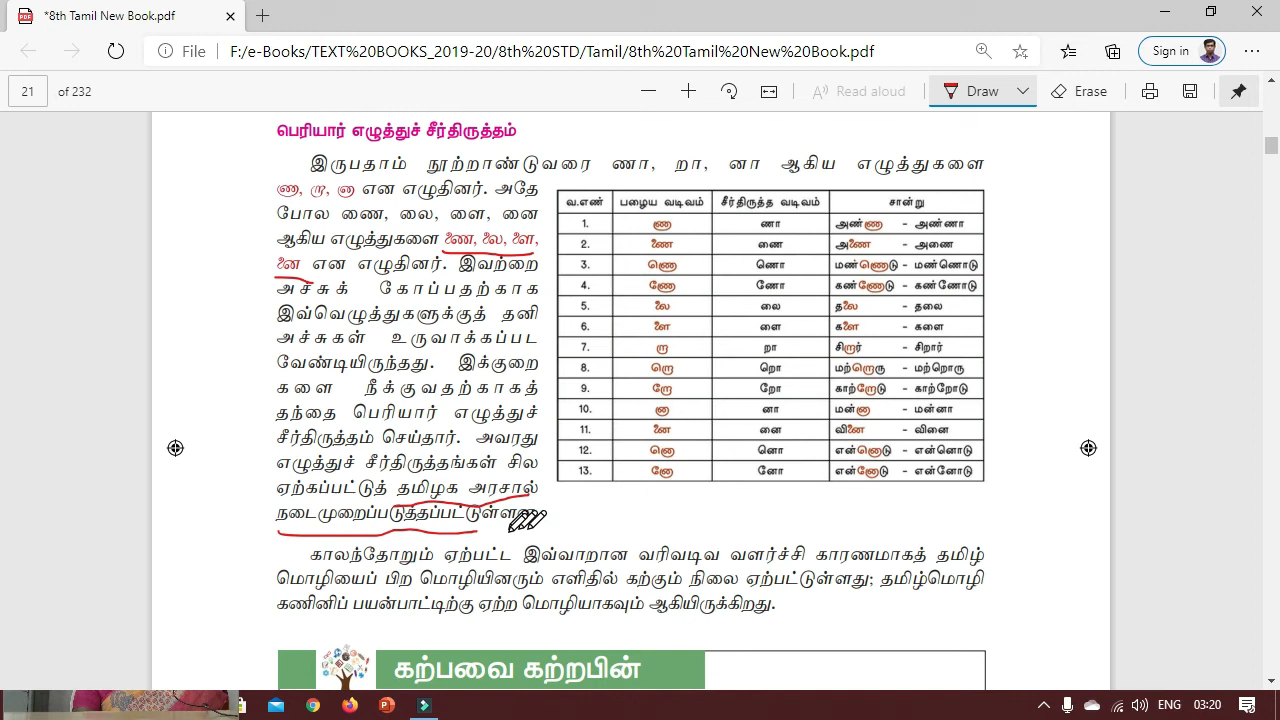 *8th Tamil New Book.pdf
File F:/e-Books/TEXT%20BOOKS_2019-20/8th%20STD/Tamil/8th%20Tamil%20New%20Book.pdf Sign in
21 of 232 Read aloud Draw Erase
பெரியார் எழுத்துச் சீர்திருத்தம்
இருபதாம் நூற்றாண்டுவரை ணா, றா, னா ஆகிய எழுத்துகளை
என எழுதினர். அதே
போல ணை, லை, ளை, னை
ஆகிய எழுத்துகளை
என எழுதினர். இவற்றை
அச்சுக் கோப்பதற்காக
இவ்வெழுத்துகளுக்குத் தனி
அச்சுகள் உருவாக்கப்பட
வேண்டியிருந்தது. இக்குறை
களை நீக்குவதற்காகத்
தந்தை பெரியார் எழுத்துச்
சீர்திருத்தம் செய்தார். அவரது
எழுத்துச் சீர்திருத்தங்கள் சில
ஏற்கப்பட்டுத் தமிழக அரசால்
நடைமுறைப்படுத்தப்பட்டுள்ளன
வ.எண் பழைய வடிவம் சீர்திருத்த வடிவம் சான்று
1. ணா - அண்ணா
2. ணை - அணை
3. ணொ - மண்ணொடு
4. ணோ - கண்ணோடு
5. லை - தலை
6. ளை - களை
7. றா - சிறார்
8. றொ - மற்றொரு
9. றோ - காற்றோடு
10. னா - மன்னா
11. னை - வினை
12. னொ - என்னொடு
13. னோ - என்னோடு
காலந்தோறும் ஏற்பட்ட இவ்வாறான வரிவடிவ வளர்ச்சி காரணமாகத் தமிழ்
மொழியைப் பிற மொழியினரும் எளிதில் கற்கும் நிலை ஏற்பட்டுள்ளது; தமிழ்மொழி
கணினிப் பயன்பாட்டிற்கு ஏற்ற மொழியாகவும் ஆகியிருக்கிறது.
கற்பவை கற்றபின்
ENG 03:20